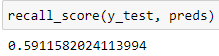 recall_score(y_test, preds)
0.5911582024113994